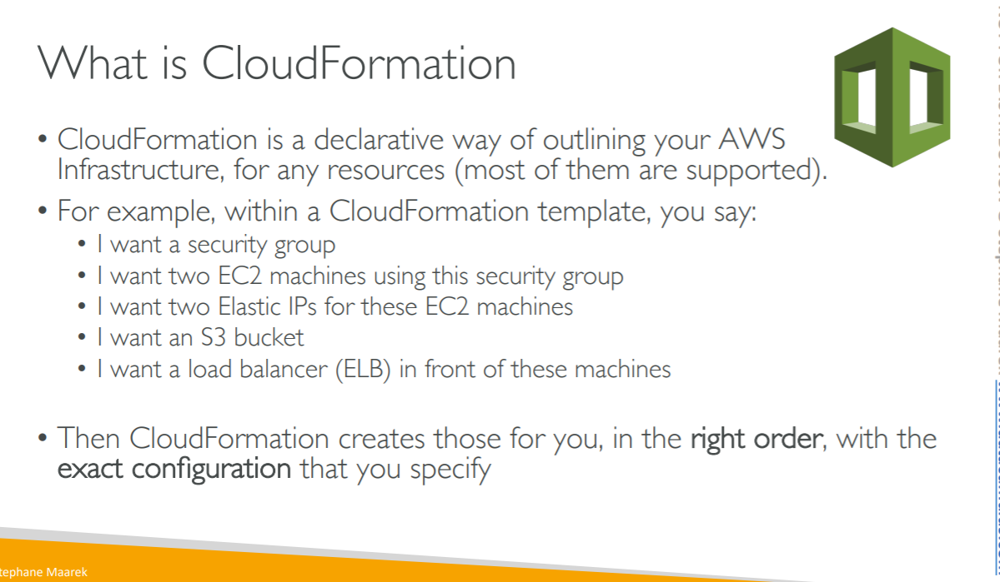 What is CloudFormation
• CloudFormation is a declarative way of outlining your AWS
Infrastructure, for any resources (most of them are supported).
• For example, within a CloudFormation template, you say:
• I want a security group
• I want two EC2 machines using this security group
• I want two Elastic IPs for these EC2 machines
• I want an S3 bucket
• I want a load balancer (ELB) in front of these machines
• Then CloudFormation creates those for you, in the right order, with the
exact configuration that you specify
tephane Maarek